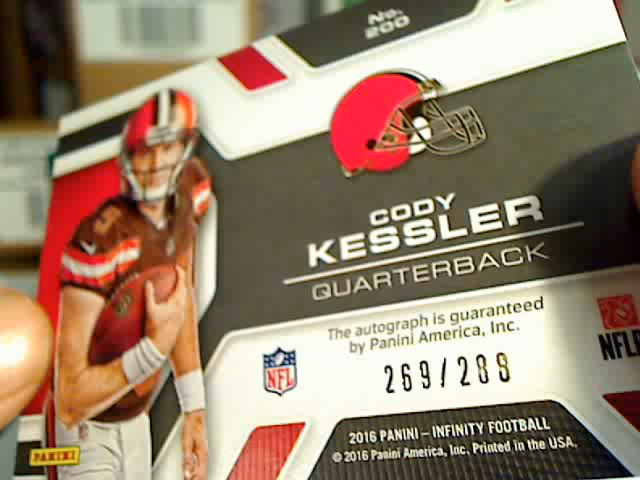 No.
200
CODY
KESSLER
QUARTERBACK
The autograph is guaranteed
by Panini America, Inc.
NFL
269/288
NFL
2016 PANINI – INFINITY FOOTBALL
© 2016 Panini America, Inc. Printed in the USA.
PANINI